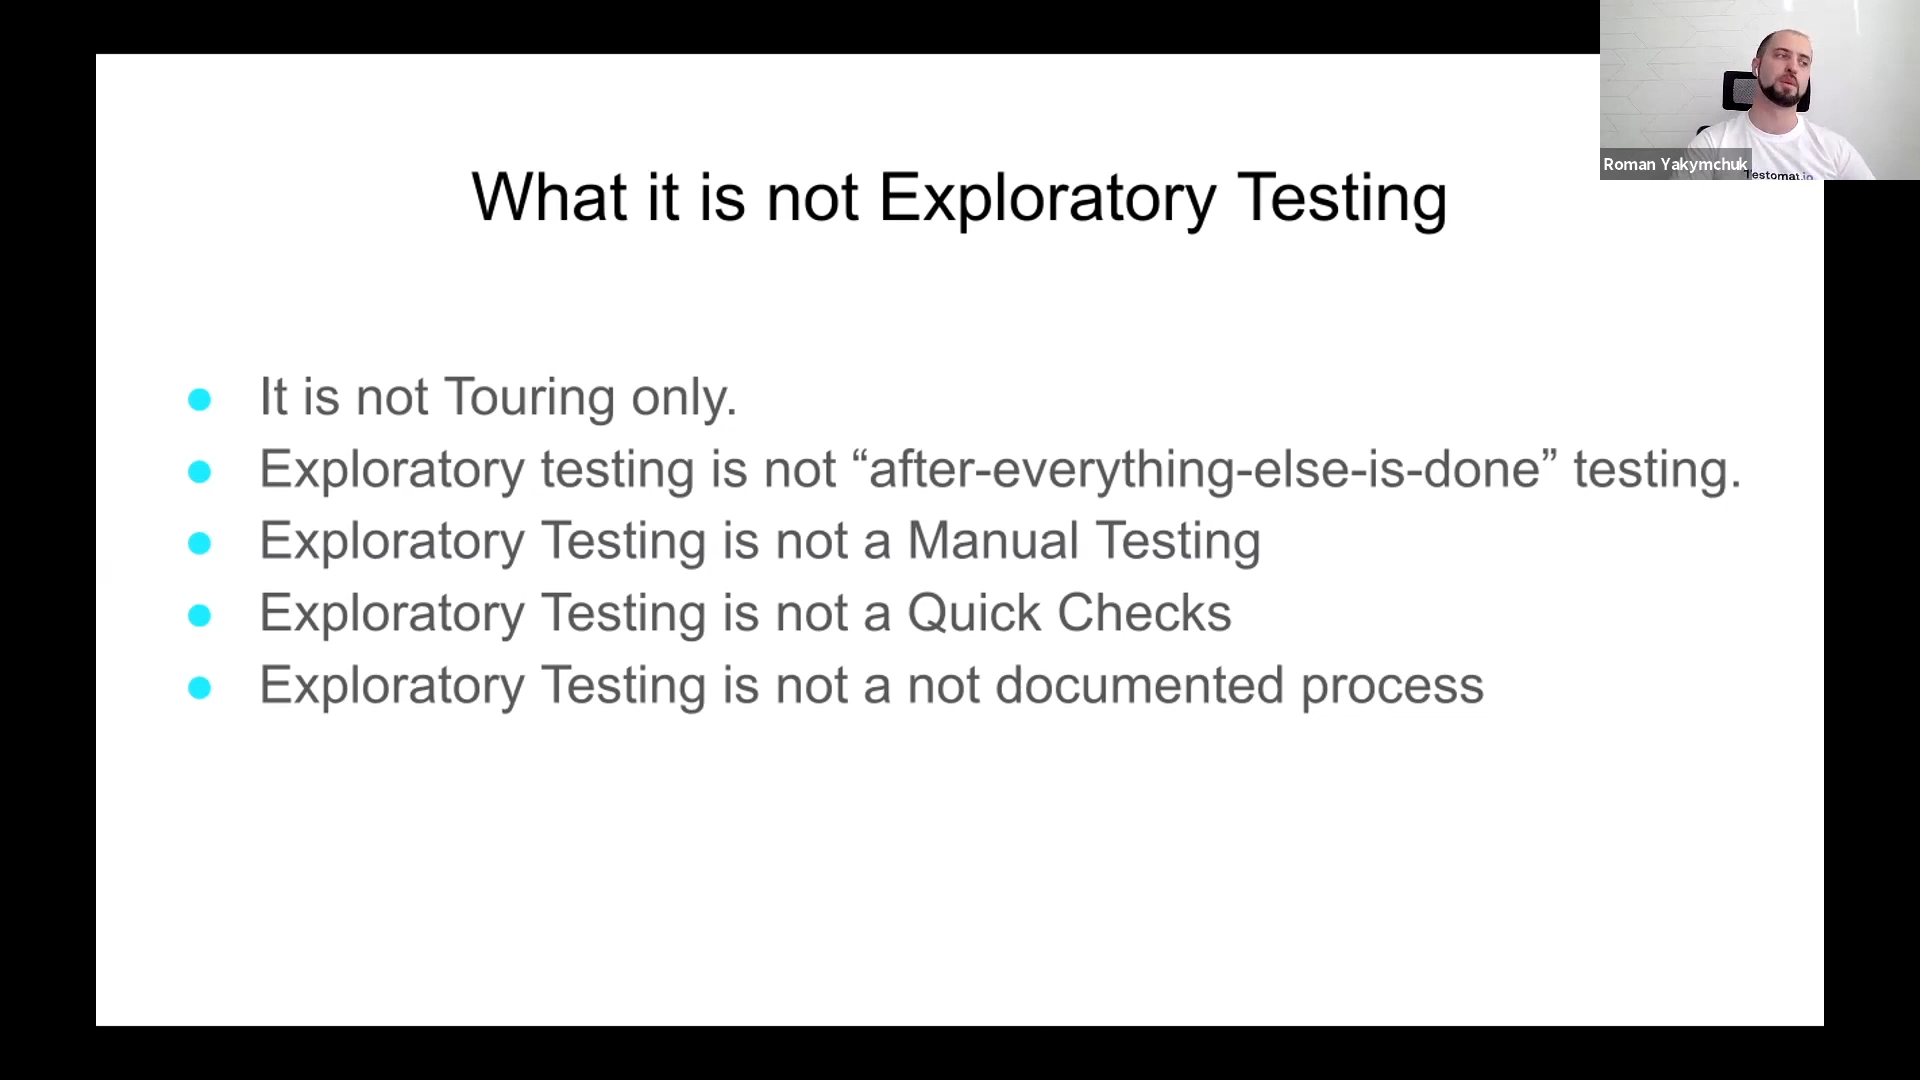 What it is not Exploratory Testing
It is not Touring only.
Exploratory testing is not “after-everything-else-is-done” testing.
Exploratory Testing is not a Manual Testing
Exploratory Testing is not a Quick Checks
Exploratory Testing is not a not documented process
Roman Yakymchuk
Testomat.io